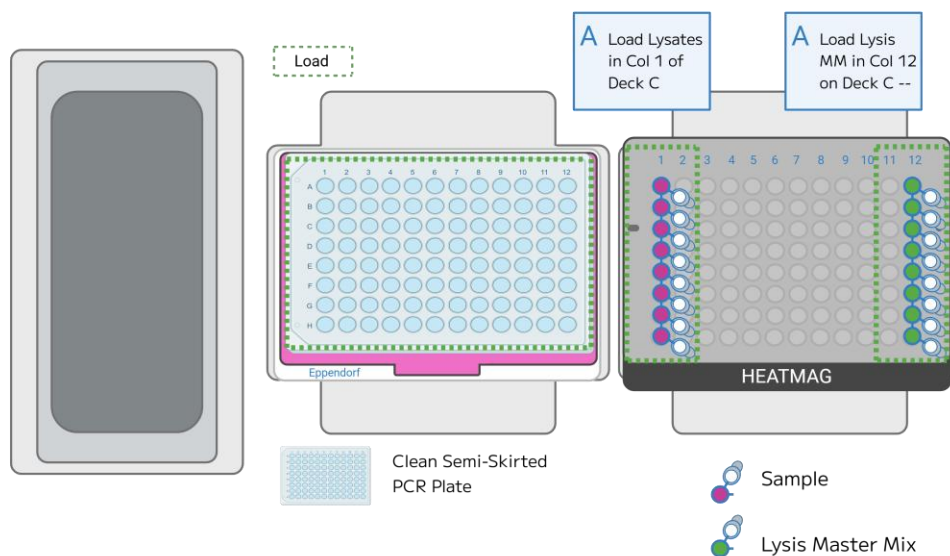 Load
A Load Lysates
in Col 1 of
Deck C
A Load Lysis
MM in Col 12
on Deck C --
1 2 3 4 5 6 7 8 9 10 11 12
A
B
C
D
E
F
G
H
Eppendorf
1 2 3 4 5 6 7 8 9 10 11 12
HEATMAG
Clean Semi-Skirted
PCR Plate
Sample
Lysis Master Mix